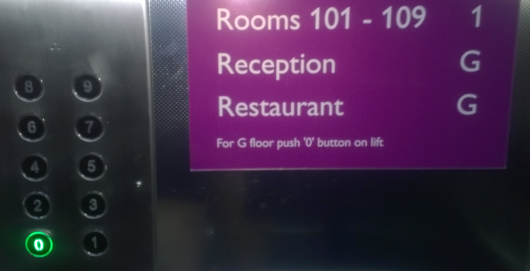 Rooms 101 - 109 1
Reception G
Restaurant G
For G floor push '0' button on lift
8 9
6 7
4 5
2 3
0 1